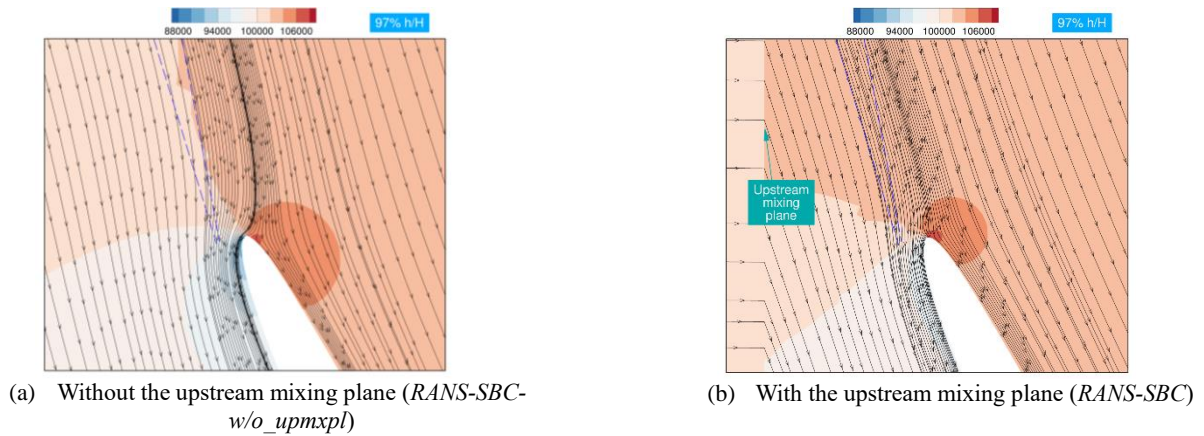 97% h/H
88000 94000 100000 106000
97% h/H
88000 94000 100000 106000
Upstream
mixing
plane
(a) Without the upstream mixing plane (RANS-SBC-
w/o_upmxpl)
(b) With the upstream mixing plane (RANS-SBC)